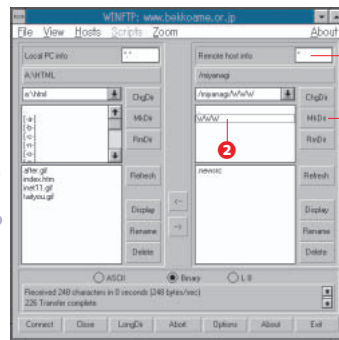 WINFTP: www.bekkoame.or.jp
File View Hosts Scripts Zoom About
Local PC info
*.*
A:\HTML
a:\html
ChgDir
MkDir
RmDir
[-a-]
[-b-]
[-c-]
Refresh
Display
Rename
Delete
after.gif
index.htm
inet11.gif
taiyou.gif
<--
-->
Remote host info
*
/miyanagi
/miyanagi/WWW
ChgDir
MkDir
RmDir
..
WWW
2
Refresh
Display
Rename
Delete
.newsrc
ASCII Binary L 8
Received 248 characters in 0 seconds (248 bytes/sec)
226 Transfer complete.
Connect Close LongDir Abort Options About Exit